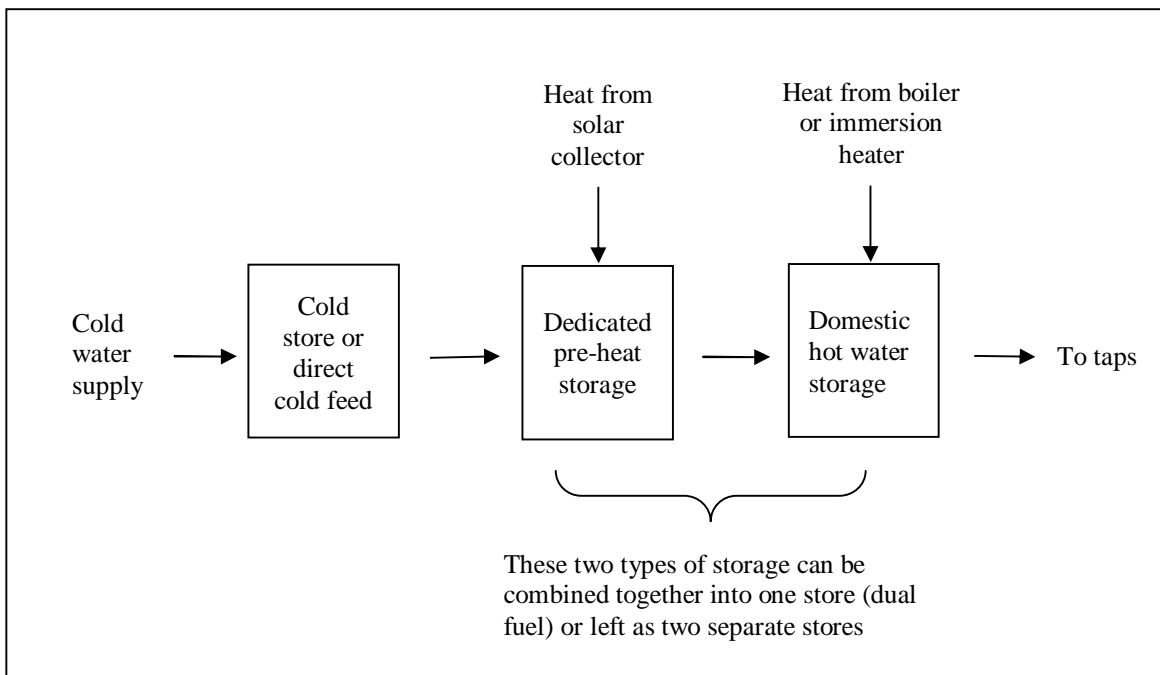 Heat from
solar
collector
Heat from boiler
or immersion
heater
Cold
water
supply
Cold
store or
direct
cold feed
Dedicated
pre-heat
storage
Domestic
hot water
storage
To taps
These two types of storage can be
combined together into one store (dual
fuel) or left as two separate stores